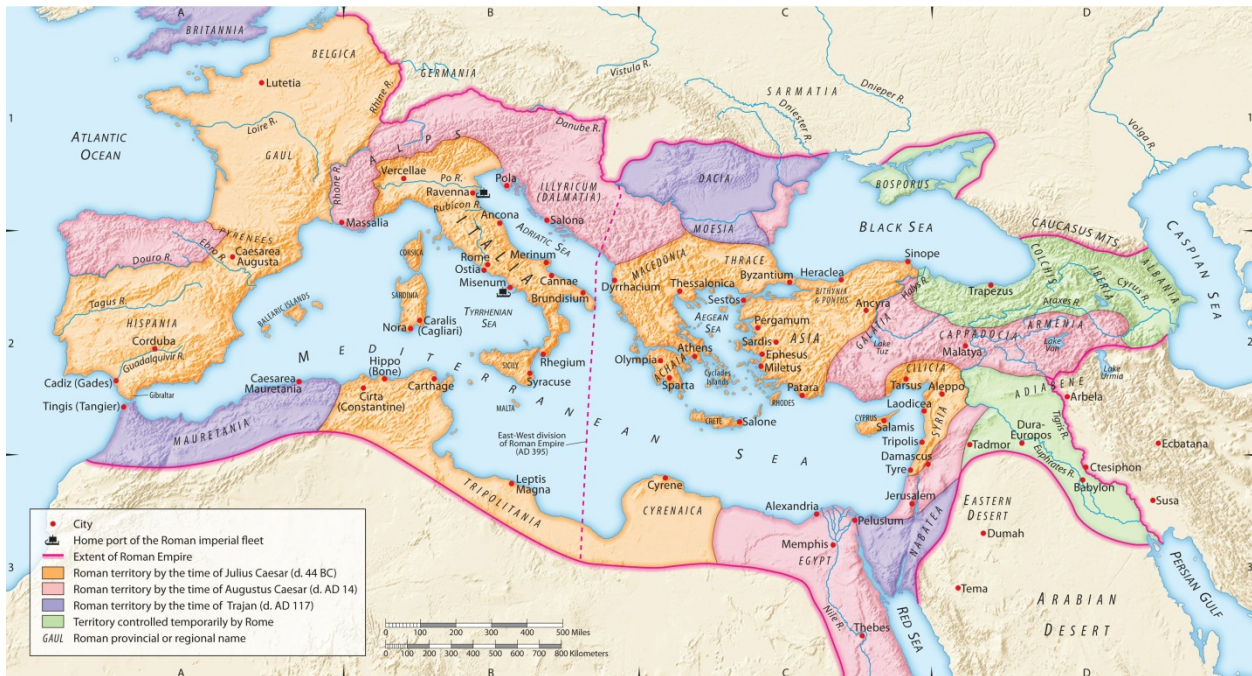 A
B
C
D
BRITANNIA
BELGICA
Lutetia
GERMANIA
Vistula R.
SARMATIA
Dnieper R.
Dniester R.
Volga R.
Rhine R.
1
ATLANTIC
OCEAN
Loire R.
GAUL
ALPS
Danube R.
1
Rhone R.
Vercellae
Po R.
Pola
ILLYRICUM
(DALMATIA)
DACIA
BOSPORUS
Ravenna
Rubicon R.
Massalia
Ancona
Salona
ADRIATIC SEA
MOESIA
BLACK SEA
CAUCASUS MTS.
CASPIAN SEA
PYRENEES
Ebro R.
Caesarea
Augusta
Douro R.
CORSICA
ITALIA
Rome
Ostia
Misenum
Merinum
Cannae
Brundisium
MACEDONIA
THRACE
Dyrrhacium
Thessalonica
Byzantium
Heraclea
Sinope
BITHYNIA
& PONTUS
Halys R.
COLCHIS
IBERIA
ALBANIA
Cyrus R.
Trapezus
Araxes R.
Tagus R.
HISPANIA
BALEARIC ISLANDS
SARDINIA
TYRRHENIAN
SEA
Sestos
AEGEAN
SEA
Ancyra
Pergamum
Sardis
ASIA
Ephesus
Miletus
GALATIA
Lake
Tuz
CAPPADOCIA
ARMENIA
Lake
Van
Malatya
Corduba
Guadalquivir R.
Nora
Caralis
(Cagliari)
2
Olympia
Athens
ACHAIA
Sparta
Cyclades
Islands
Patara
RHODES
CILICIA
Tarsus
Aleppo
ADIABENE
Lake
Urmia
Arbela
2
Cadiz (Gades)
Gibraltar
Tingis (Tangier)
MEDITERRANEAN SEA
Caesarea
Mauretania
Hippo
(Bone)
Cirta
(Constantine)
Carthage
SICILY
Rhegium
Syracuse
MALTA
MAURETANIA
CRETE
Salone
CYPRUS
Salamis
Laodicea
SYRIA
Tripolis
Damascus
Tyre
Tadmor
Dura-
Europos
Tigris R.
Euphrates R.
Ctesiphon
Babylon
Ecbatana
Susa
East-West division
of Roman Empire
(AD 395)
Leptis
Magna
TRIPOLITANIA
Cyrene
CYRENAICA
Alexandria
Pelusium
Jerusalem
NABATEA
EASTERN
DESERT
Dumah
Memphis
EGYPT
Tema
PERSIAN GULF
3
3
Nile R.
Thebes
RED SEA
ARABIAN
DESERT
City
Home port of the Roman imperial fleet
Extent of Roman Empire
Roman territory by the time of Julius Caesar (d. 44 BC)
Roman territory by the time of Augustus Caesar (d. AD 14)
Roman territory by the time of Trajan (d. AD 117)
Territory controlled temporarily by Rome
GAUL Roman provincial or regional name
0 100 200 300 400 500 Miles
0 100 200 300 400 500 600 700 800 Kilometers
A
B
C
D